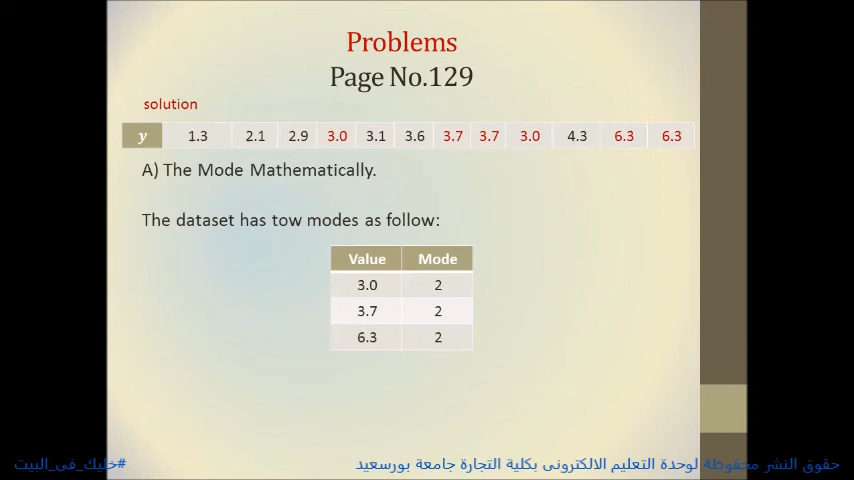 Problems
Page No.129
solution
y 1.3 2.1 2.9 3.0 3.1 3.6 3.7 3.7 3.0 4.3 6.3 6.3
A) The Mode Mathematically.
The dataset has tow modes as follow:
Value Mode
3.0 2
3.7 2
6.3 2
حقوق النشر محفوظة لوحدة التعليم الالكترونى بكلية التجارة جامعة بورسعيد
#خليك_فى_البيت